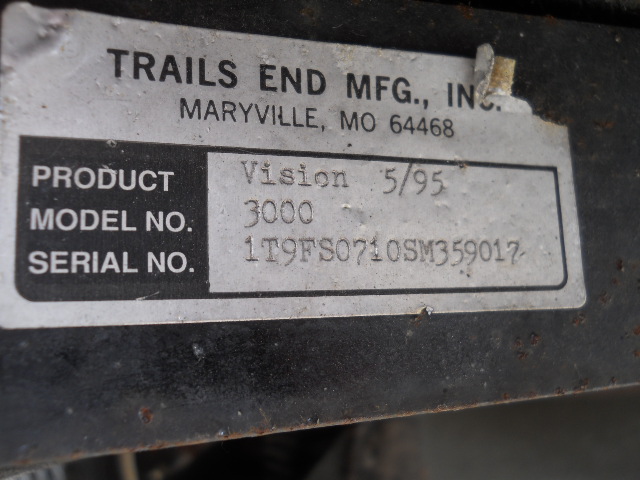 TRAILS END MFG., INC.
MARYVILLE, MO 64468
PRODUCT Vision 5/95
MODEL NO. 3000
SERIAL NO. 1T9FS0710SM359017